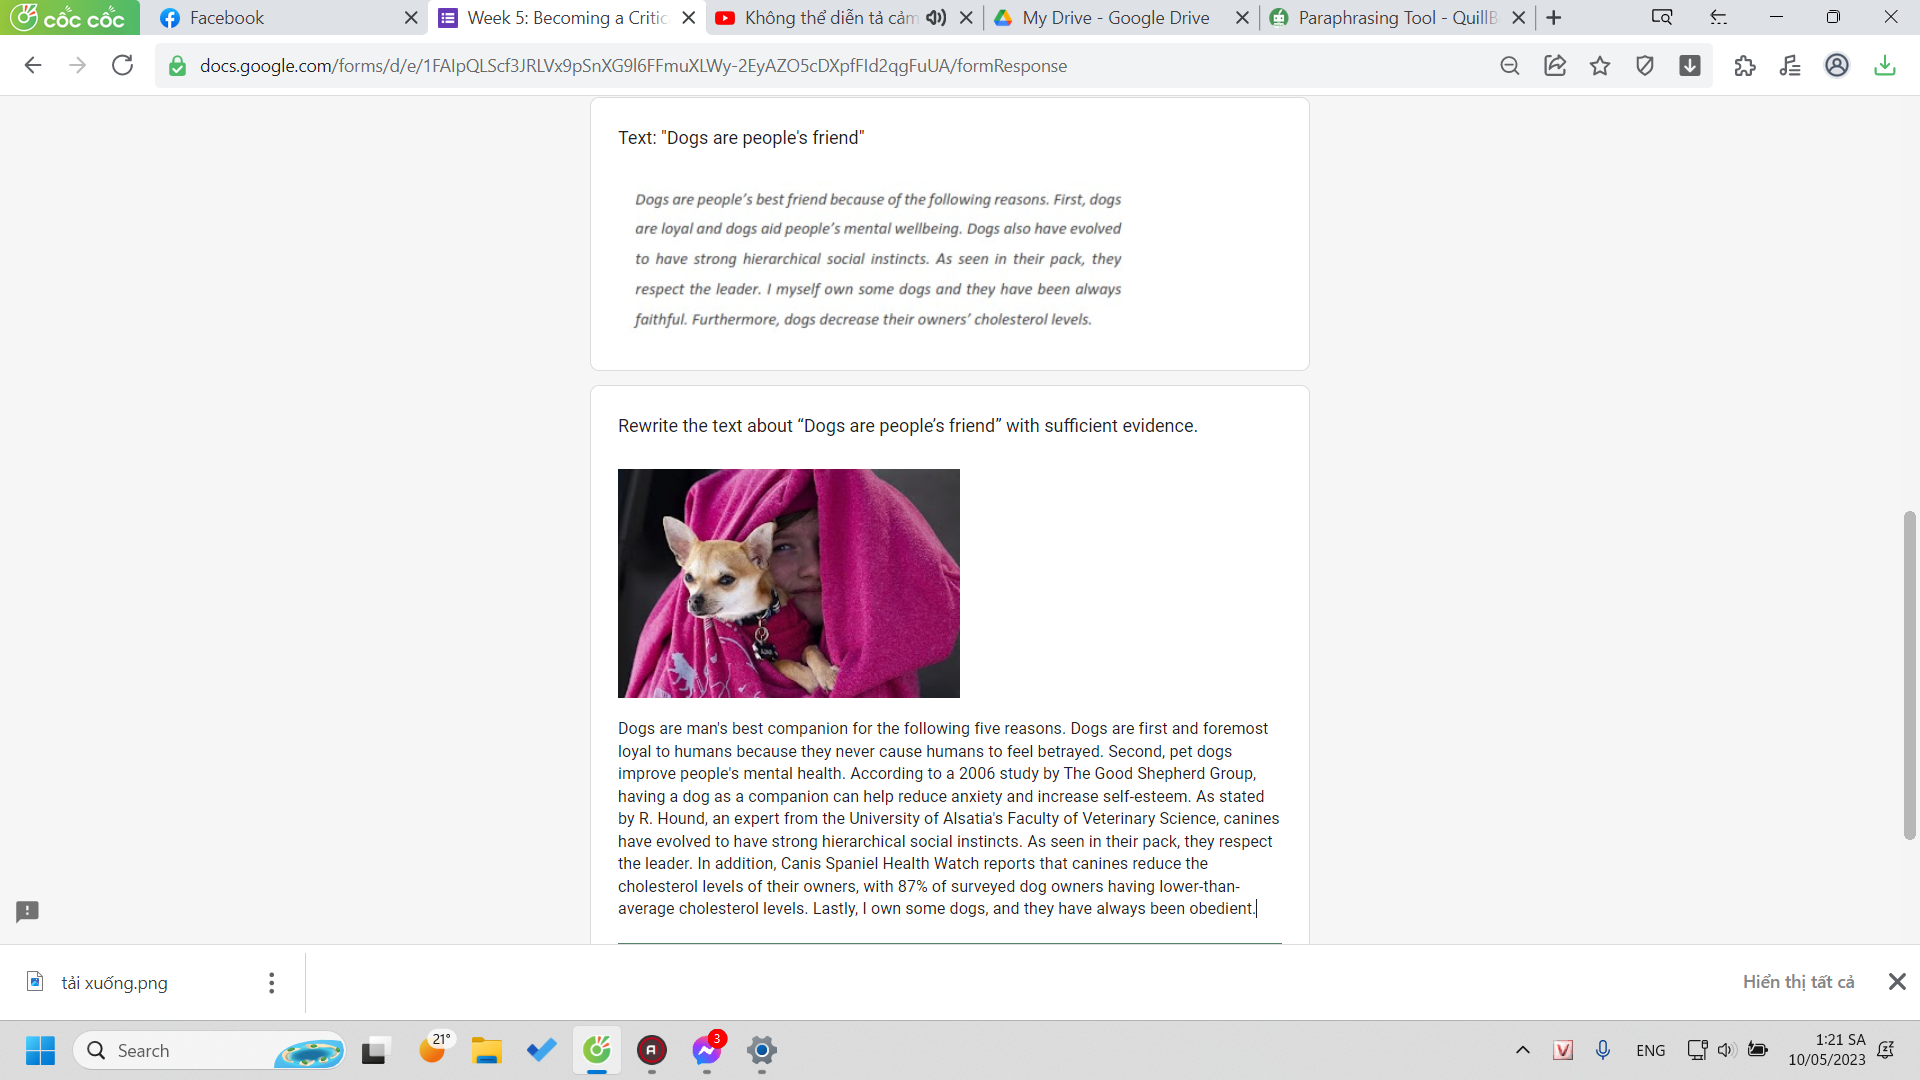 cốc cốc
Facebook
Week 5: Becoming a Critic
Không thể diễn tả cảm
My Drive - Google Drive
Paraphrasing Tool - QuillB
docs.google.com/forms/d/e/1FAIpQLScf3JRLVx9pSnXG9l6FFmuXLWy-2EyAZO5cDXpfFId2qgFuUA/formResponse
Text: "Dogs are people's friend"
Dogs are people's best friend because of the following reasons. First, dogs
are loyal and dogs aid people's mental wellbeing. Dogs also have evolved
to have strong hierarchical social instincts. As seen in their pack, they
respect the leader. I myself own some dogs and they have been always
faithful. Furthermore, dogs decrease their owners' cholesterol levels.
Rewrite the text about “Dogs are people’s friend” with sufficient evidence.
Dogs are man's best companion for the following five reasons. Dogs are first and foremost
loyal to humans because they never cause humans to feel betrayed. Second, pet dogs
improve people's mental health. According to a 2006 study by The Good Shepherd Group,
having a dog as a companion can help reduce anxiety and increase self-esteem. As stated
by R. Hound, an expert from the University of Alsatia's Faculty of Veterinary Science, canines
have evolved to have strong hierarchical social instincts. As seen in their pack, they respect
the leader. In addition, Canis Spaniel Health Watch reports that canines reduce the
cholesterol levels of their owners, with 87% of surveyed dog owners having lower-than-
average cholesterol levels. Lastly, I own some dogs, and they have always been obedient.
tải xuống.png
Hiển thị tất cả
Search
21°
3
ENG
1:21 SA
10/05/2023